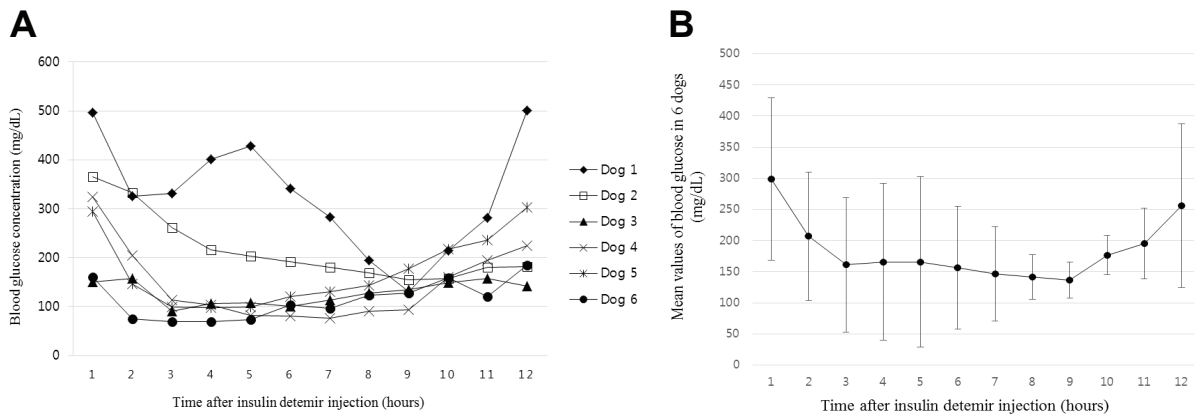 A
Blood glucose concentration (mg/dL)
600
500
400
300
200
100
0
1 2 3 4 5 6 7 8 9 10 11 12
Time after insulin detemir injection (hours)
Dog 1
Dog 2
Dog 3
Dog 4
Dog 5
Dog 6
B
Mean values of blood glucose in 6 dogs
(mg/dL)
500
450
400
350
300
250
200
150
100
50
0
1 2 3 4 5 6 7 8 9 10 11 12
Time after insulin detemir injection (hours)